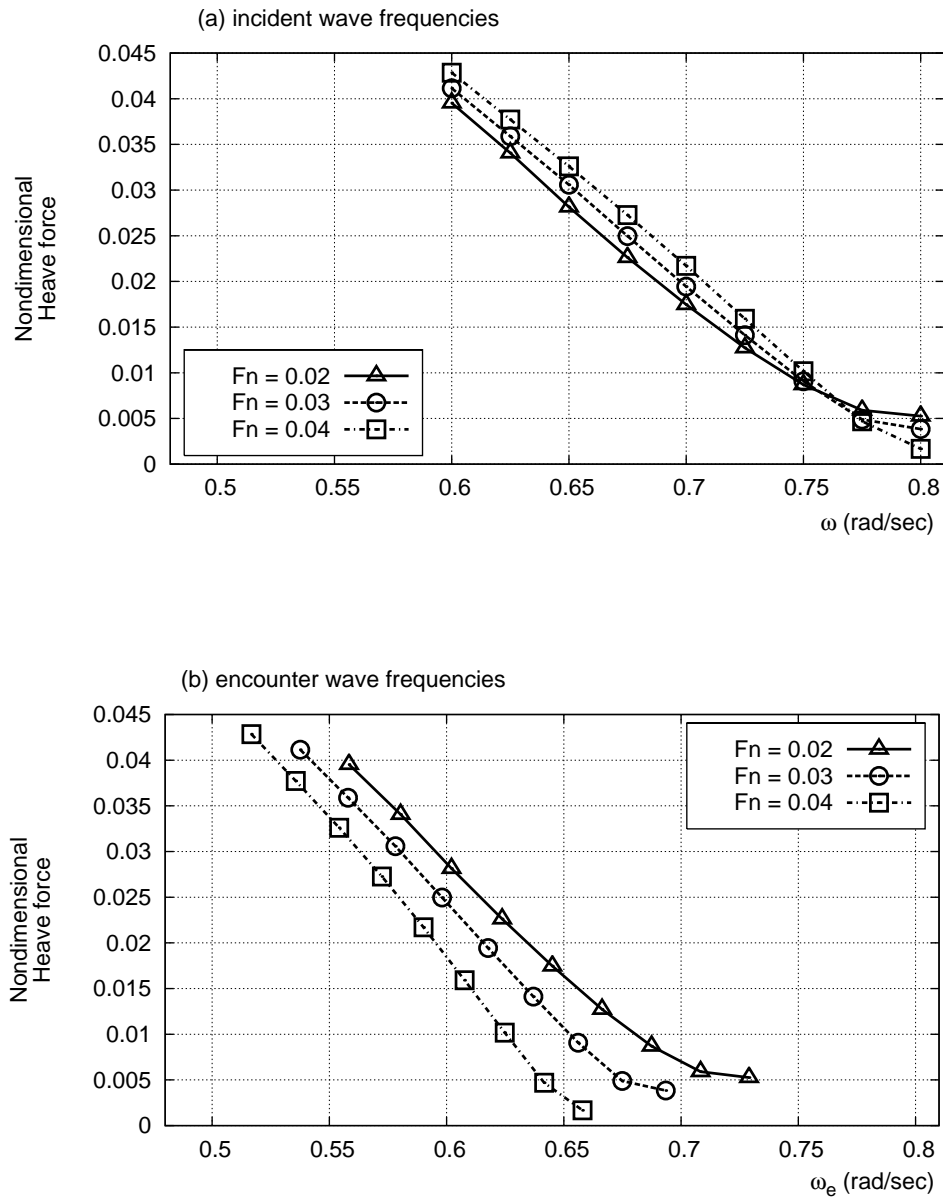 (a) incident wave frequencies
0.045
0.04
0.035
0.03
0.025
0.02
0.015
0.01
0.005
0
Nondimensional
Heave force
Fn = 0.02
Fn = 0.03
Fn = 0.04
0.5 0.55 0.6 0.65 0.7 0.75 0.8
ω (rad/sec)
(b) encounter wave frequencies
0.045
0.04
0.035
0.03
0.025
0.02
0.015
0.01
0.005
0
Nondimensional
Heave force
Fn = 0.02
Fn = 0.03
Fn = 0.04
0.5 0.55 0.6 0.65 0.7 0.75 0.8
ωe (rad/sec)